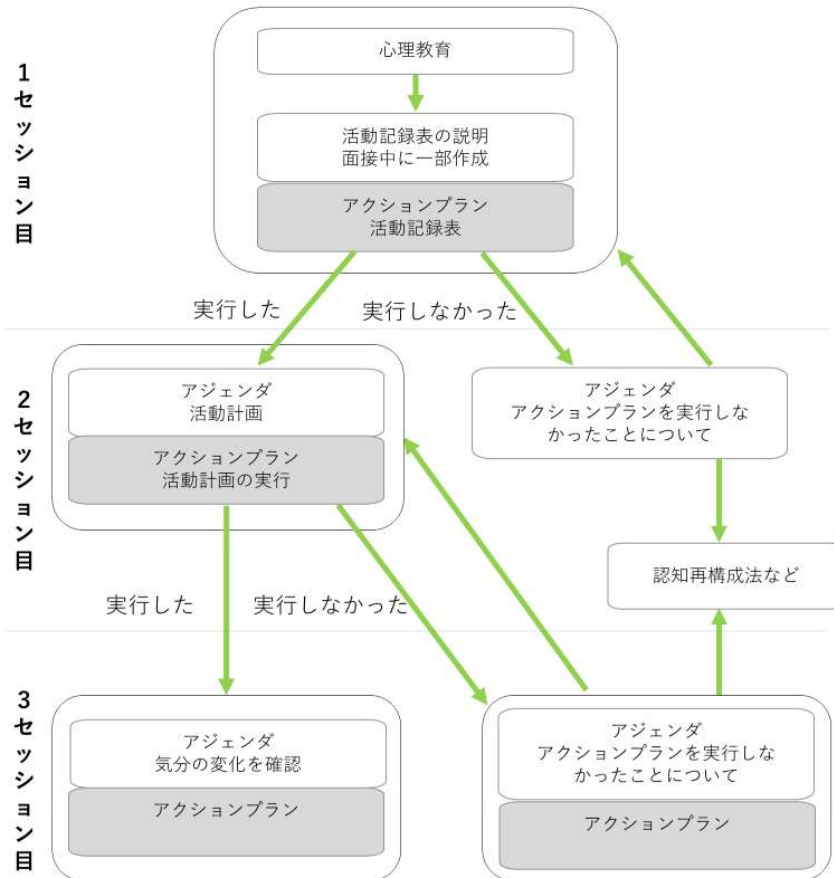 1セッション目
心理教育
活動記録表の説明
面接中に一部作成
アクションプラン
活動記録表
実行した
実行しなかった
2セッション目
アジェンダ
活動計画
アクションプラン
活動計画の実行
アジェンダ
アクションプランを実行しな
かったことについて
認知再構成法など
実行した
実行しなかった
3セッション目
アジェンダ
気分の変化を確認
アクションプラン
アジェンダ
アクションプランを実行しな
かったことについて
アクションプラン